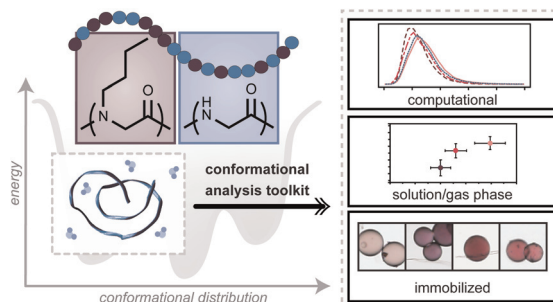 N
O
H
N
O
energy
conformational
analysis toolkit
conformational distribution
computational
solution/gas phase
immobilized